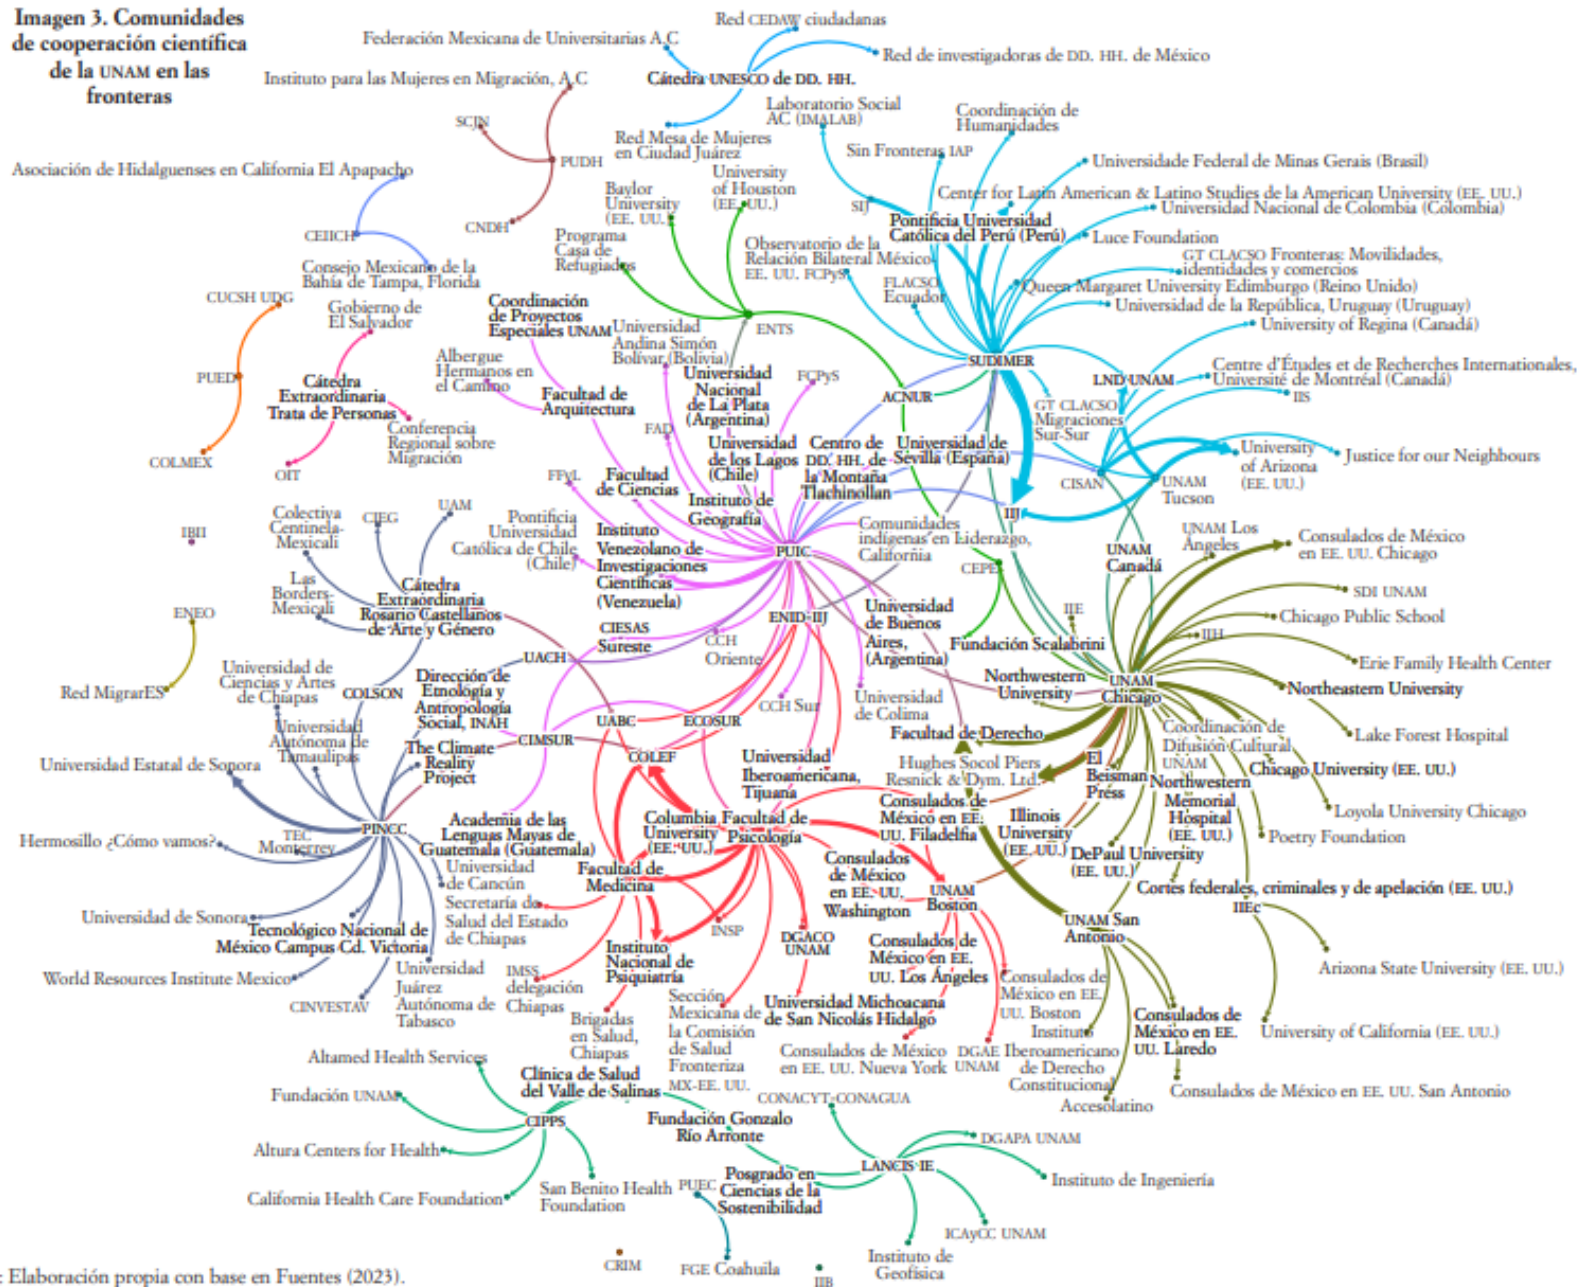 Imagen 3. Comunidades
de cooperación científica
de la UNAM en las
fronteras
Red CEDAW ciudadanas
Federación Mexicana de Universitarias A.C
Red de investigadoras de DD. HH. de México
Instituto para las Mujeres en Migración, A.C
Cátedra UNESCO de DD. HH.
Laboratorio Social
AC (IMALAB)
Coordinación de
Humanidades
SCJN
PUDH
CNDH
Red Mesa de Mujeres
en Ciudad Juárez
Sin Fronteras IAP
Universidade Federal de Minas Gerais (Brasil)
Asociación de Hidalguenses en California El Apapacho
Baylor
University
(EE. UU.)
University
of Houston
(EE. UU.)
SIJ
Center for Latin American & Latino Studies de la American University (EE. UU.)
Universidad Nacional de Colombia (Colombia)
Pontificia Universidad
Católica del Perú (Perú)
Luce Foundation
CEIICH
Programa
Casa de
Refugiados
Observatorio de la
Relación Bilateral México-
EE. UU. FCPyS
GT CLACSO Fronteras: Movilidades,
identidades y comercios
Consejo Mexicano de la
Bahía de Tampa, Florida
FLACSO
Ecuador
Queen Margaret University Edimburgo (Reino Unido)
Universidad de la República, Uruguay (Uruguay)
University of Regina (Canadá)
CUCSH UDG
Gobierno de
El Salvador
Coordinación
de Proyectos
Especiales UNAM
Universidad
Andina Simón
Bolívar (Bolivia)
ENTS
SUDIMER
Centre d'Études et de Recherches Internationales,
Université de Montréal (Canadá)
IIS
PUED
Cátedra
Extraordinaria
Trata de Personas
Albergue
Hermanos en
el Camino
Facultad de
Arquitectura
Universidad
Nacional
de La Plata
(Argentina)
FCPyS
ACNUR
LND UNAM
GT CLACSO
Migraciones
Sur-Sur
Conferencia
Regional sobre
Migración
FAD
Universidad
de los Lagos
(Chile)
Centro de
DD. HH. de
la Montaña
Tlachinollan
Universidad de
Sevilla (España)
University
of Arizona
(EE. UU.)
Justice for our Neighbours
COLMEX
OIT
FFyL
Facultad
de Ciencias
Instituto de
Geografía
CISAN
UNAM
Tucson
IIJ
Colectiva
Centinela-
Mexicali
CIEG
UAM
Pontificia
Universidad
Católica de Chile
(Chile)
Instituto
Venezolano de
Investigaciones
Científicas
(Venezuela)
PUIC
Comunidades
indígenas en Liderazgo,
California
UNAM Los
Ángeles
Consulados de México
en EE. UU. Chicago
IBII
UNAM
Canadá
CEPE
Las
Borders-
Mexicali
Cátedra
Extraordinaria
Rosario Castellanos
de Arte y Género
SDI UNAM
ENEO
ENID-IIJ
Universidad
de Buenos
Aires,
(Argentina)
IIE
Chicago Public School
CIESAS
Sureste
CCH
Oriente
Fundación Scalabrini
IIH
Erie Family Health Center
UACH
Universidad de
Ciencias y Artes
de Chiapas
COLSON
Dirección de
Etnología y
Antropología
Social, INAH
Red MigrarES
Northwestern
University
UNAM
Chicago
Northeastern University
CCH Sur
Universidad
de Colima
UABC
ECOSUR
Facultad de Derecho
Coordinación de
Difusión Cultural
UNAM
Lake Forest Hospital
Universidad
Autónoma de
Tamaulipas
CIMSUR
The Climate
Reality
Project
COLEF
Universidad
Iberoamericana,
Tijuana
Hughes Socol Piers
Resnick & Dym. Ltd.
El
Beisman
Press
Chicago University (EE. UU.)
Universidad Estatal de Sonora
Northwestern
Memorial
Hospital
(EE. UU.)
Loyola University Chicago
PINCC
Academia de las
Lenguas Mayas de
Guatemala (Guatemala)
Columbia
University
(EE. UU.)
Facultad de
Psicología
Consulados de
México en EE.
UU. Filadelfia
Illinois
University
(EE. UU.)
Poetry Foundation
Hermosillo ¿Cómo vamos?
TEC
Monterrey
DePaul University
(EE. UU.)
Universidad
de Cancún
Facultad de
Medicina
Consulados
de México
en EE. UU.
Washington
UNAM
Boston
Cortes federales, criminales y de apelación (EE. UU.)
IIEc
Secretaría de
Salud del Estado
de Chiapas
Universidad de Sonora
Tecnológico Nacional de
México Campus Cd. Victoria
INSP
DGACO
UNAM
UNAM San
Antonio
Instituto
Nacional de
Psiquiatría
Consulados de
México en EE.
UU. Los Ángeles
Arizona State University (EE. UU.)
World Resources Institute Mexico
Universidad
Juárez
Autónoma de
Tabasco
IMSS
delegación
Chiapas
CINVESTAV
Sección
Mexicana de
la Comisión
de Salud
Fronteriza
MX-EE. UU.
Universidad Michoacana
de San Nicolás Hidalgo
Consulados de
México en EE.
UU. Boston
Brigadas
en Salud,
Chiapas
Instituto
Iberoamericano
de Derecho
Constitucional
Consulados de
México en EE.
UU. Laredo
University of California (EE. UU.)
Consulados de México
en EE. UU. Nueva York
DGAE
UNAM
Altamed Health Services
Clínica de Salud
del Valle de Salinas
Consulados de México en EE. UU. San Antonio
Accesolatino
Fundación UNAM
CONACYT-CONAGUA
CIPPS
Fundación Gonzalo
Río Arronte
DGAPA UNAM
Altura Centers for Health
LANCIS IE
Instituto de Ingeniería
California Health Care Foundation
San Benito Health
Foundation
PUEC
Posgrado en
Ciencias de la
Sostenibilidad
ICAyCC UNAM
Instituto de
Geofísica
CRIM
FGE Coahuila
IIB
: Elaboración propia con base en Fuentes (2023).